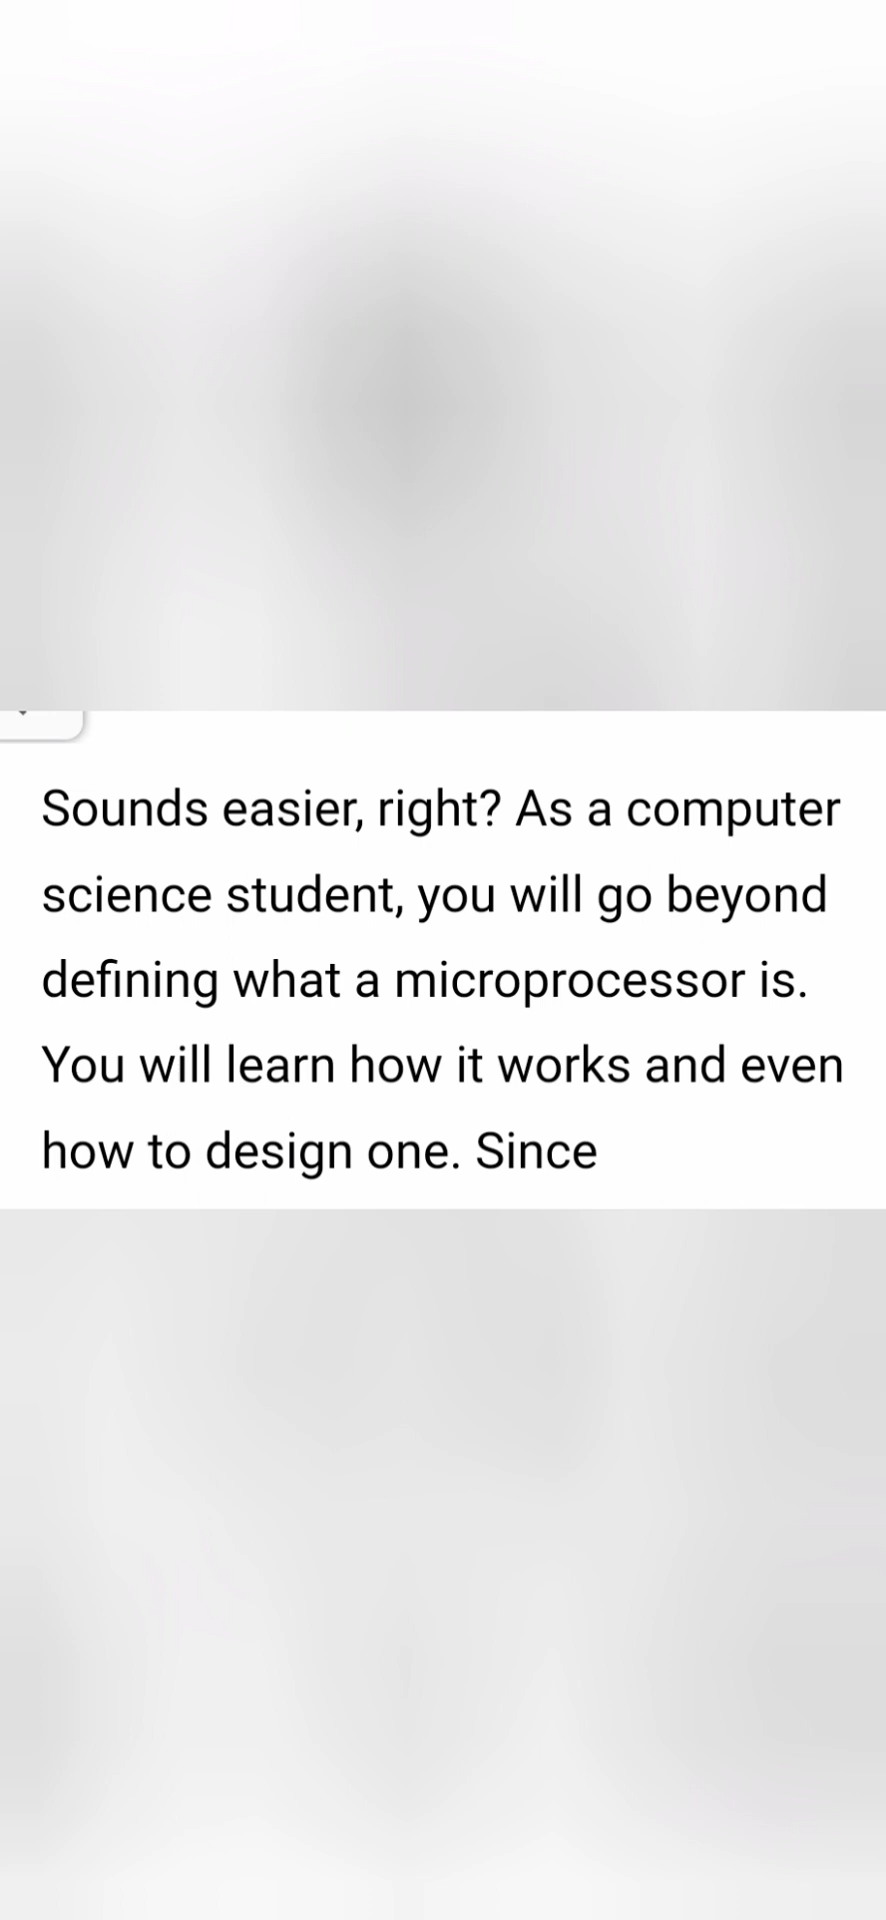 Sounds easier, right? As a computer
science student, you will go beyond
defining what a microprocessor is.
You will learn how it works and even
how to design one. Since